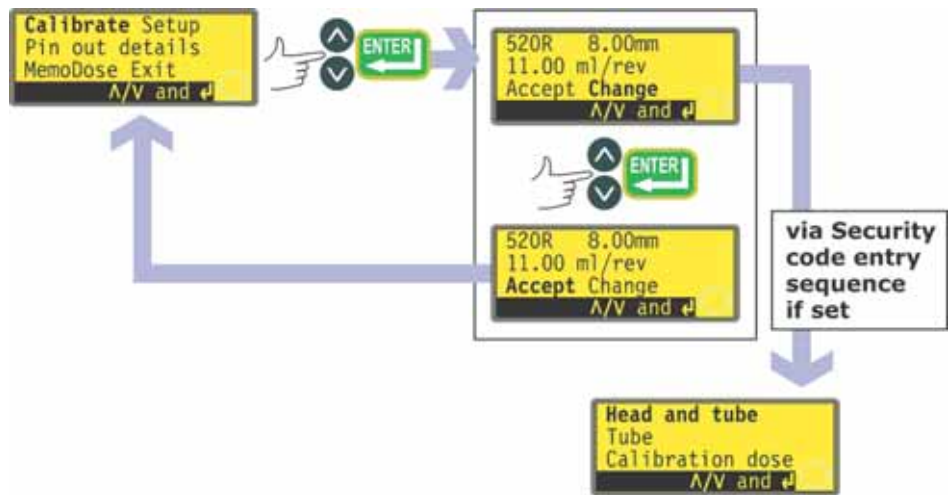 Calibrate Setup
Pin out details
MemoDose Exit
∧/∨ and ↵
ENTER
520R 8.00mm
11.00 ml/rev
Accept Change
∧/∨ and ↵
ENTER
520R 8.00mm
11.00 ml/rev
Accept Change
∧/∨ and ↵
via Security
code entry
sequence
if set
Head and tube
Tube
Calibration dose
∧/∨ and ↵